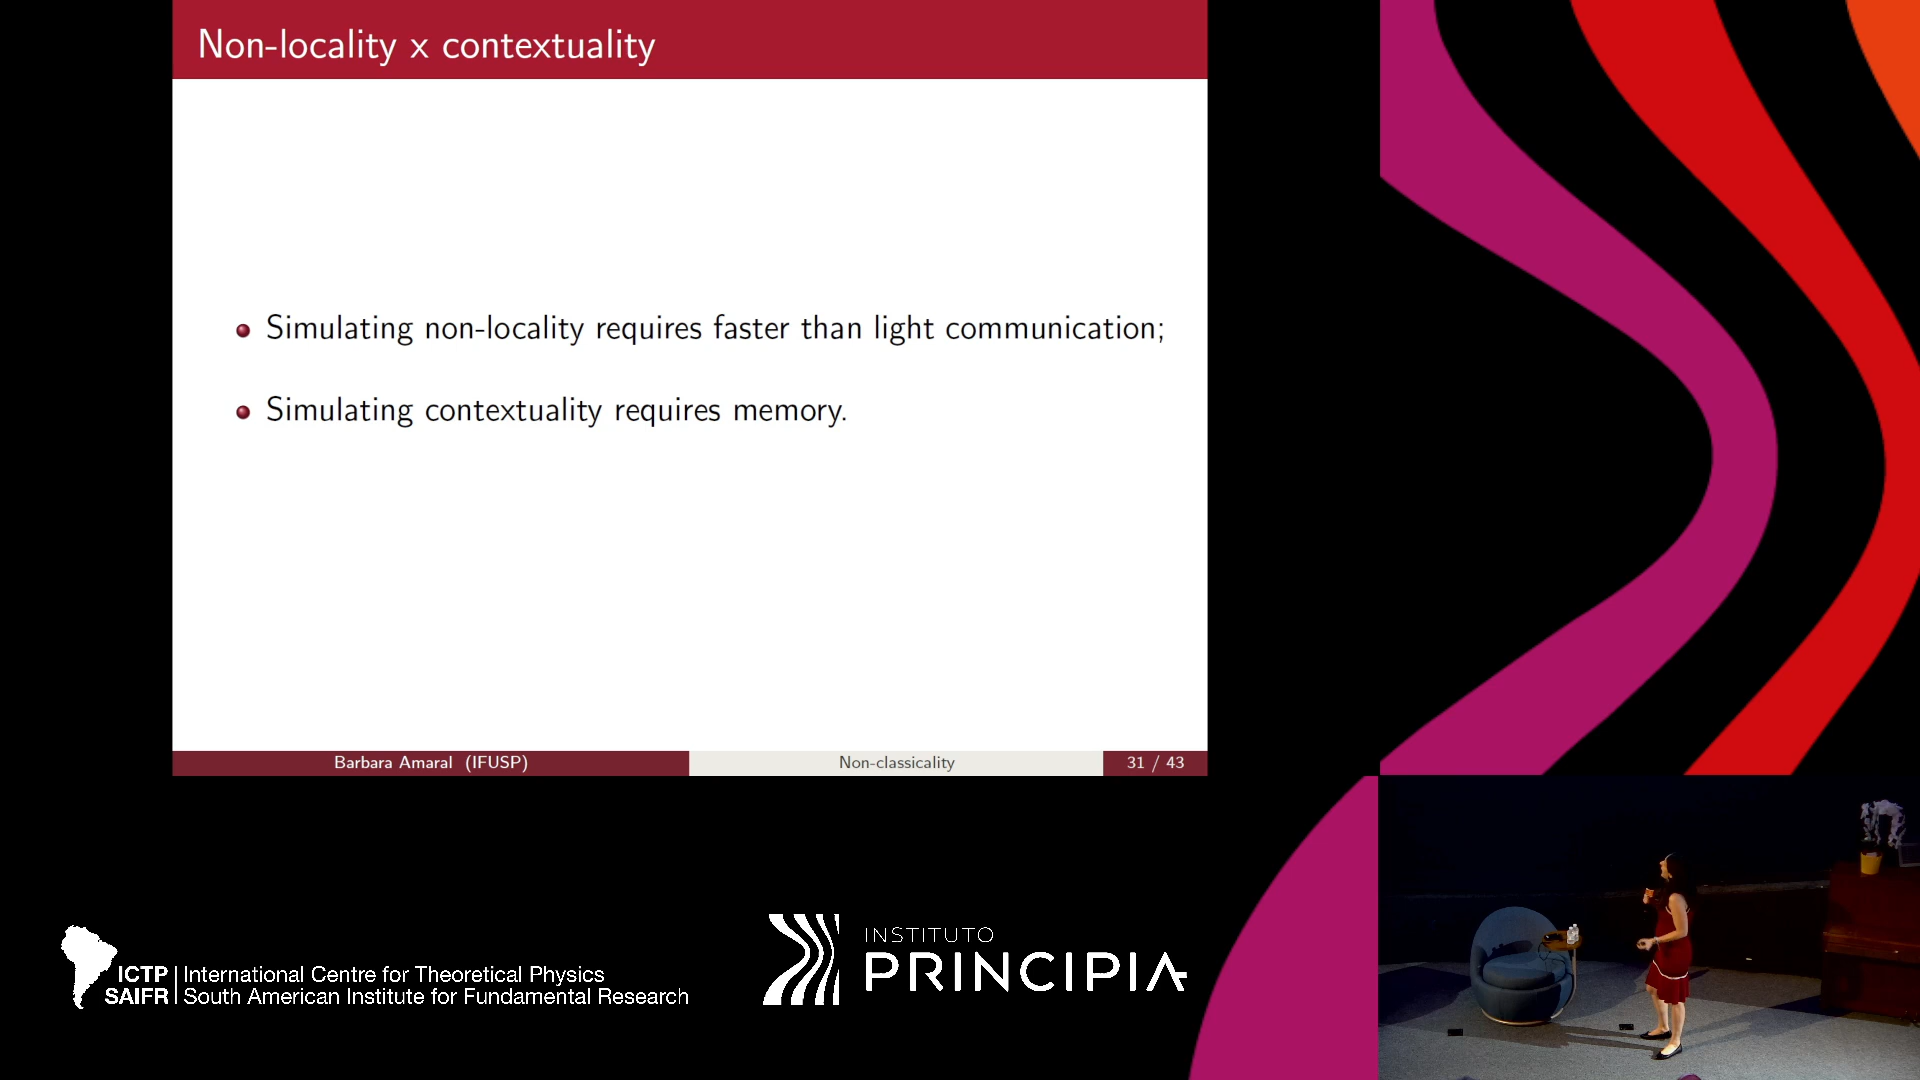 Non-locality x contextuality
Simulating non-locality requires faster than light communication;
Simulating contextuality requires memory.
Barbara Amaral (IFUSP)
Non-classicality
31 / 43
ICTP
SAIFR
International Centre for Theoretical Physics
South American Institute for Fundamental Research
INSTITUTO
PRINCIPIA